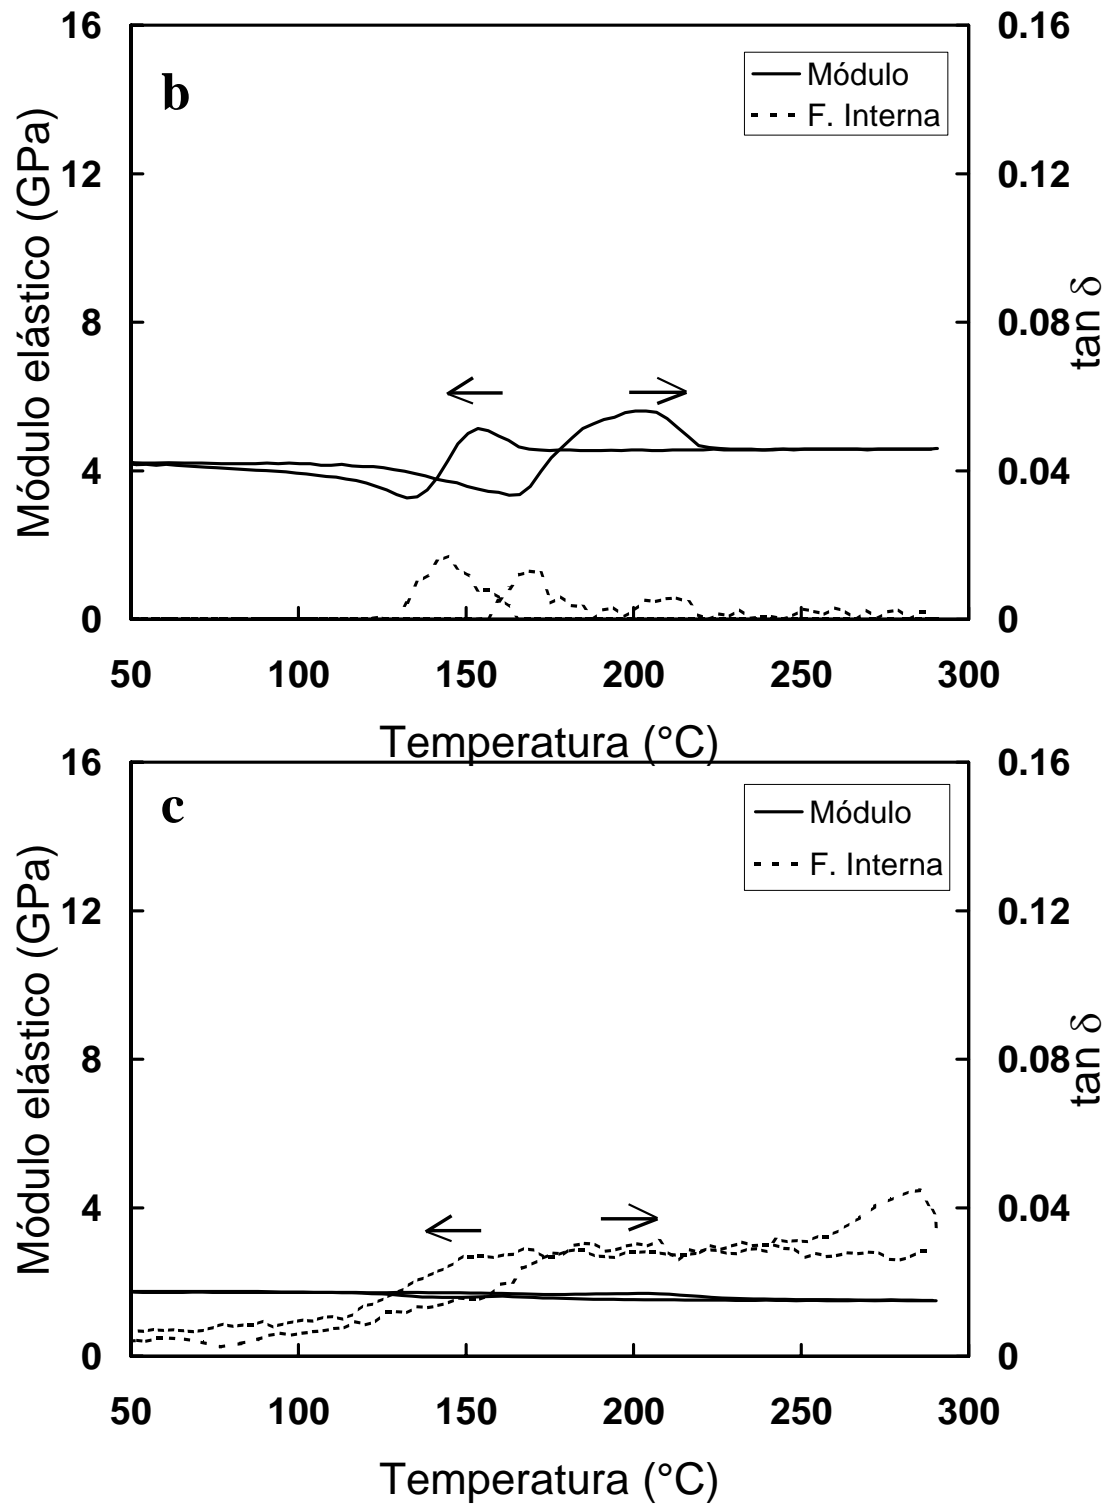 b
Módulo
F. Interna
Módulo elástico (GPa)
16
12
8
4
0
0.16
0.12
0.08
0.04
0
tan δ
50 100 150 200 250 300
Temperatura (°C)
c
Módulo
F. Interna
Módulo elástico (GPa)
16
12
8
4
0
0.16
0.12
0.08
0.04
0
tan δ
50 100 150 200 250 300
Temperatura (°C)